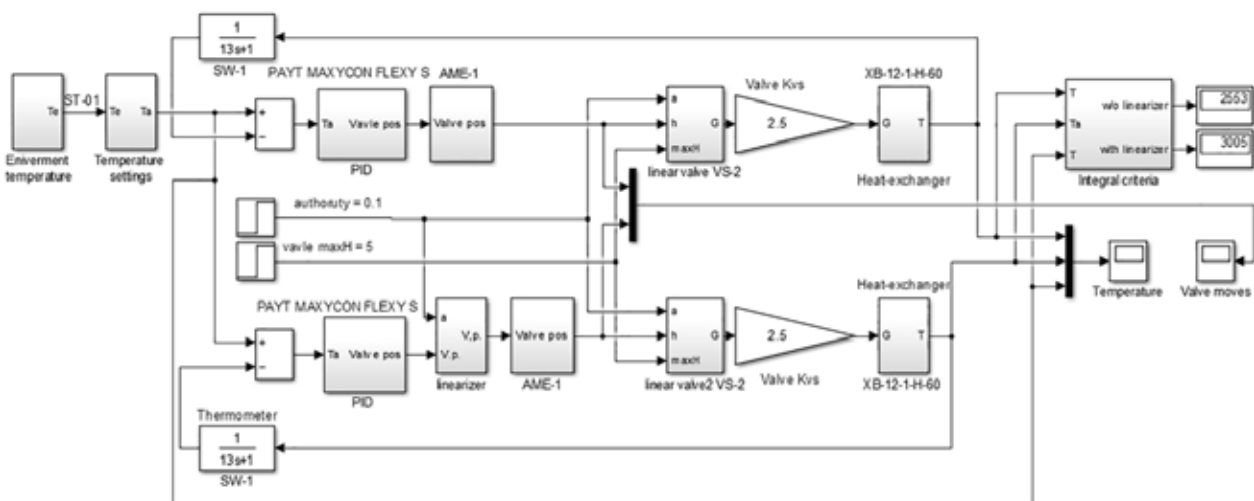 1
13s+1
SW-1
PAYT MAXYCON FLEXY S
AME-1
Valve Kvs
XB-12-1-H-60
Te
Eniverment
temperature
ST-01
Te
Ta
Temperature
settings
+
−
Ta
Vavle pos
PID
Valve pos
a
h
maxH
G
linear valve VS-2
2.5
G
T
Heat-exchanger
T
Ta
T
w/o linearizer
with linearizer
Integral criteria
2553
3005
authoruty = 0.1
vavle maxH = 5
Temperature
Valve moves
PAYT MAXYCON FLEXY S
+
−
Ta
Valve pos
PID
a
V.p.
V.p.
linearizer
Valve pos
AME-1
a
h
maxH
G
linear valve2 VS-2
2.5
Valve Kvs
Heat-exchanger
G
T
XB-12-1-H-60
Thermometer
1
13s+1
SW-1